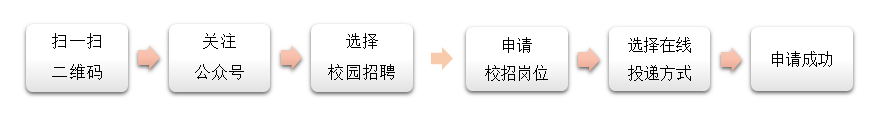 扫一扫
二维码
关注
公众号
选择
校园招聘
申请
校招岗位
选择在线
投递方式
申请成功